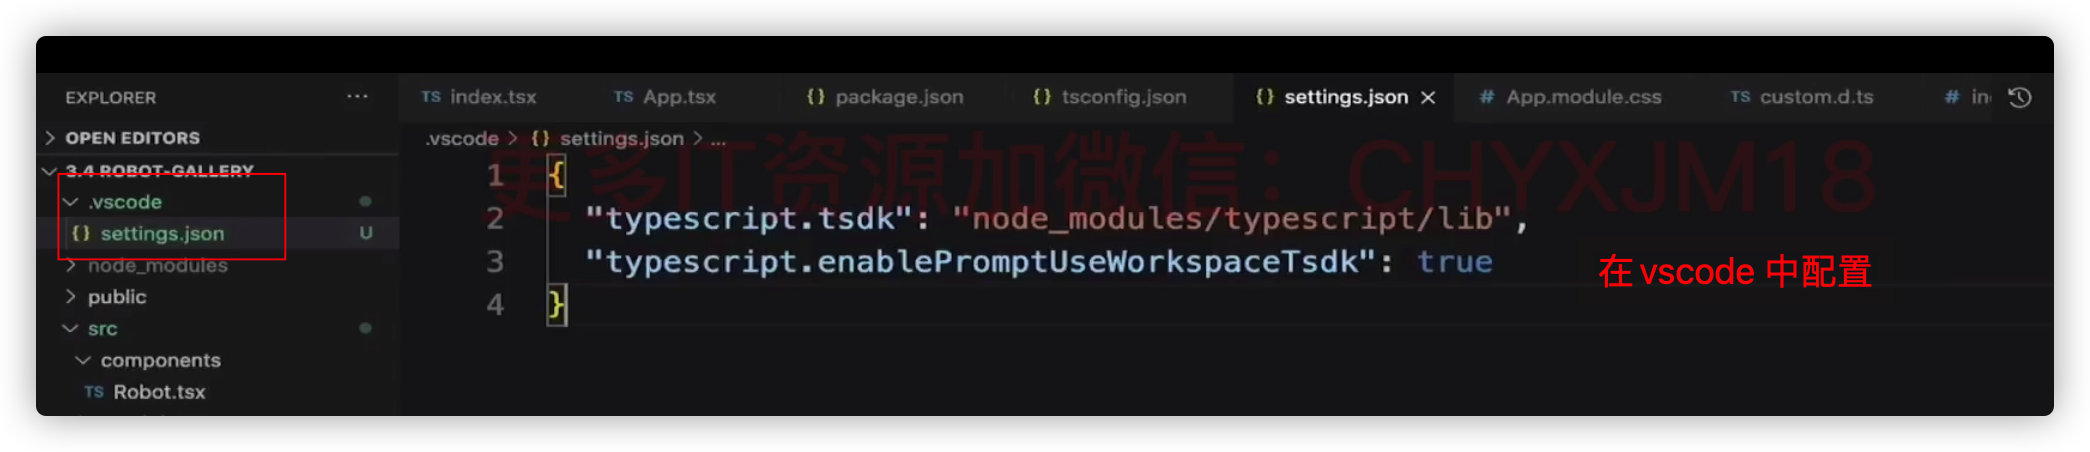 EXPLORER ···
TS index.tsx TS App.tsx {} package.json {} tsconfig.json {} settings.json × # App.module.css TS custom.d.ts # in
OPEN EDITORS
.vscode > {} settings.json > ...
更多IT资源加微信：CHYXJM18
3.4 ROBOT-GALLERY
.vscode
{} settings.json U
node_modules
public
src
components
TS Robot.tsx
1 {
2 "typescript.tsdk": "node_modules/typescript/lib",
3 "typescript.enablePromptUseWorkspaceTsdk": true
4 }
在 vscode 中配置